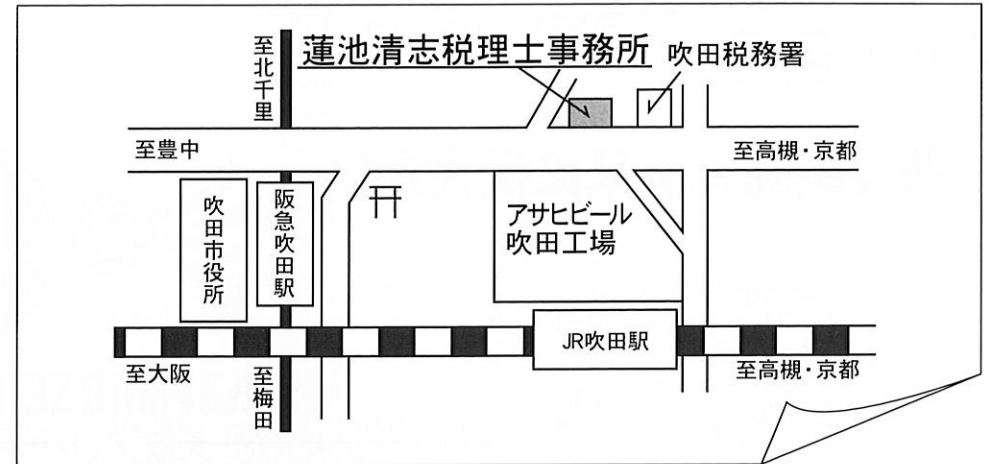 至北千里
蓮池清志税理士事務所
吹田税務署
至豊中
至高槻・京都
吹田市役所
阪急吹田駅
アサヒビール
吹田工場
JR吹田駅
至大阪
至梅田
至高槻・京都